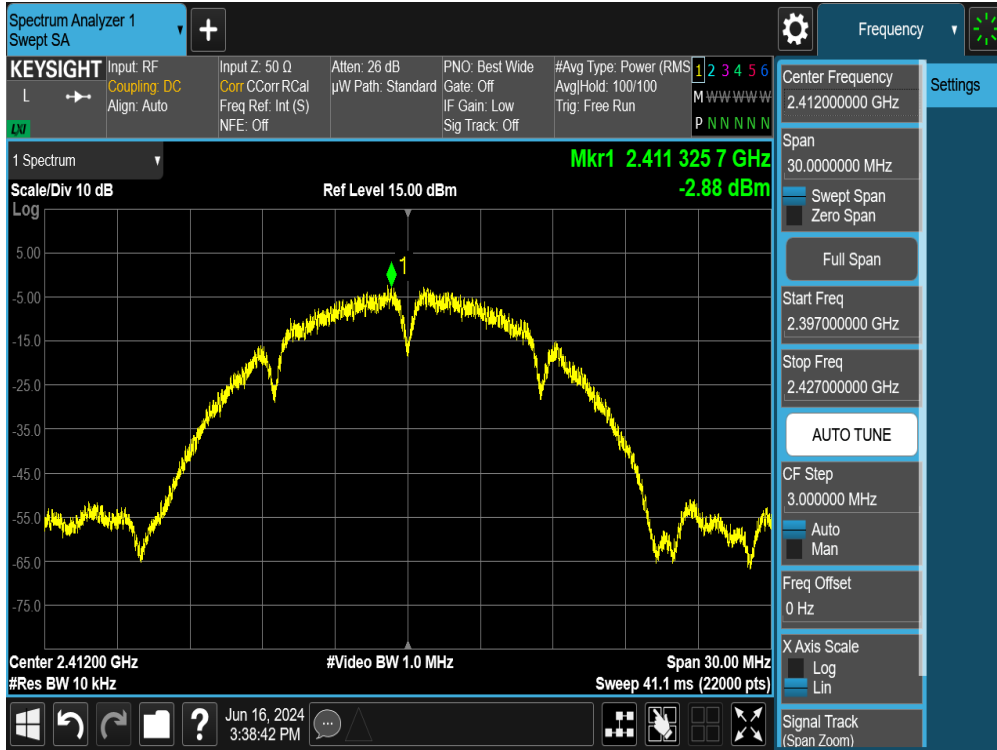 Spectrum Analyzer 1
Swept SA
Frequency
KEYSIGHT
L
LXI
Input: RF
Coupling: DC
Align: Auto
Input Z: 50 Ω
Corr CCorr RCal
Freq Ref: Int (S)
NFE: Off
Atten: 26 dB
µW Path: Standard
PNO: Best Wide
Gate: Off
IF Gain: Low
Sig Track: Off
#Avg Type: Power (RMS
Avg|Hold: 100/100
Trig: Free Run
1 2 3 4 5 6
M W W W W W
P N N N N N
Settings
1 Spectrum
Mkr1 2.411 325 7 GHz
-2.88 dBm
Scale/Div 10 dB
Ref Level 15.00 dBm
Log
5.00
-5.00
-15.0
-25.0
-35.0
-45.0
-55.0
-65.0
-75.0
1
Center 2.41200 GHz
#Video BW 1.0 MHz
Span 30.00 MHz
#Res BW 10 kHz
Sweep 41.1 ms (22000 pts)
Center Frequency
2.412000000 GHz
Span
30.0000000 MHz
Swept Span
Zero Span
Full Span
Start Freq
2.397000000 GHz
Stop Freq
2.427000000 GHz
AUTO TUNE
CF Step
3.000000 MHz
Auto
Man
Freq Offset
0 Hz
X Axis Scale
Log
Lin
Signal Track
(Span Zoom)
Jun 16, 2024
3:38:42 PM